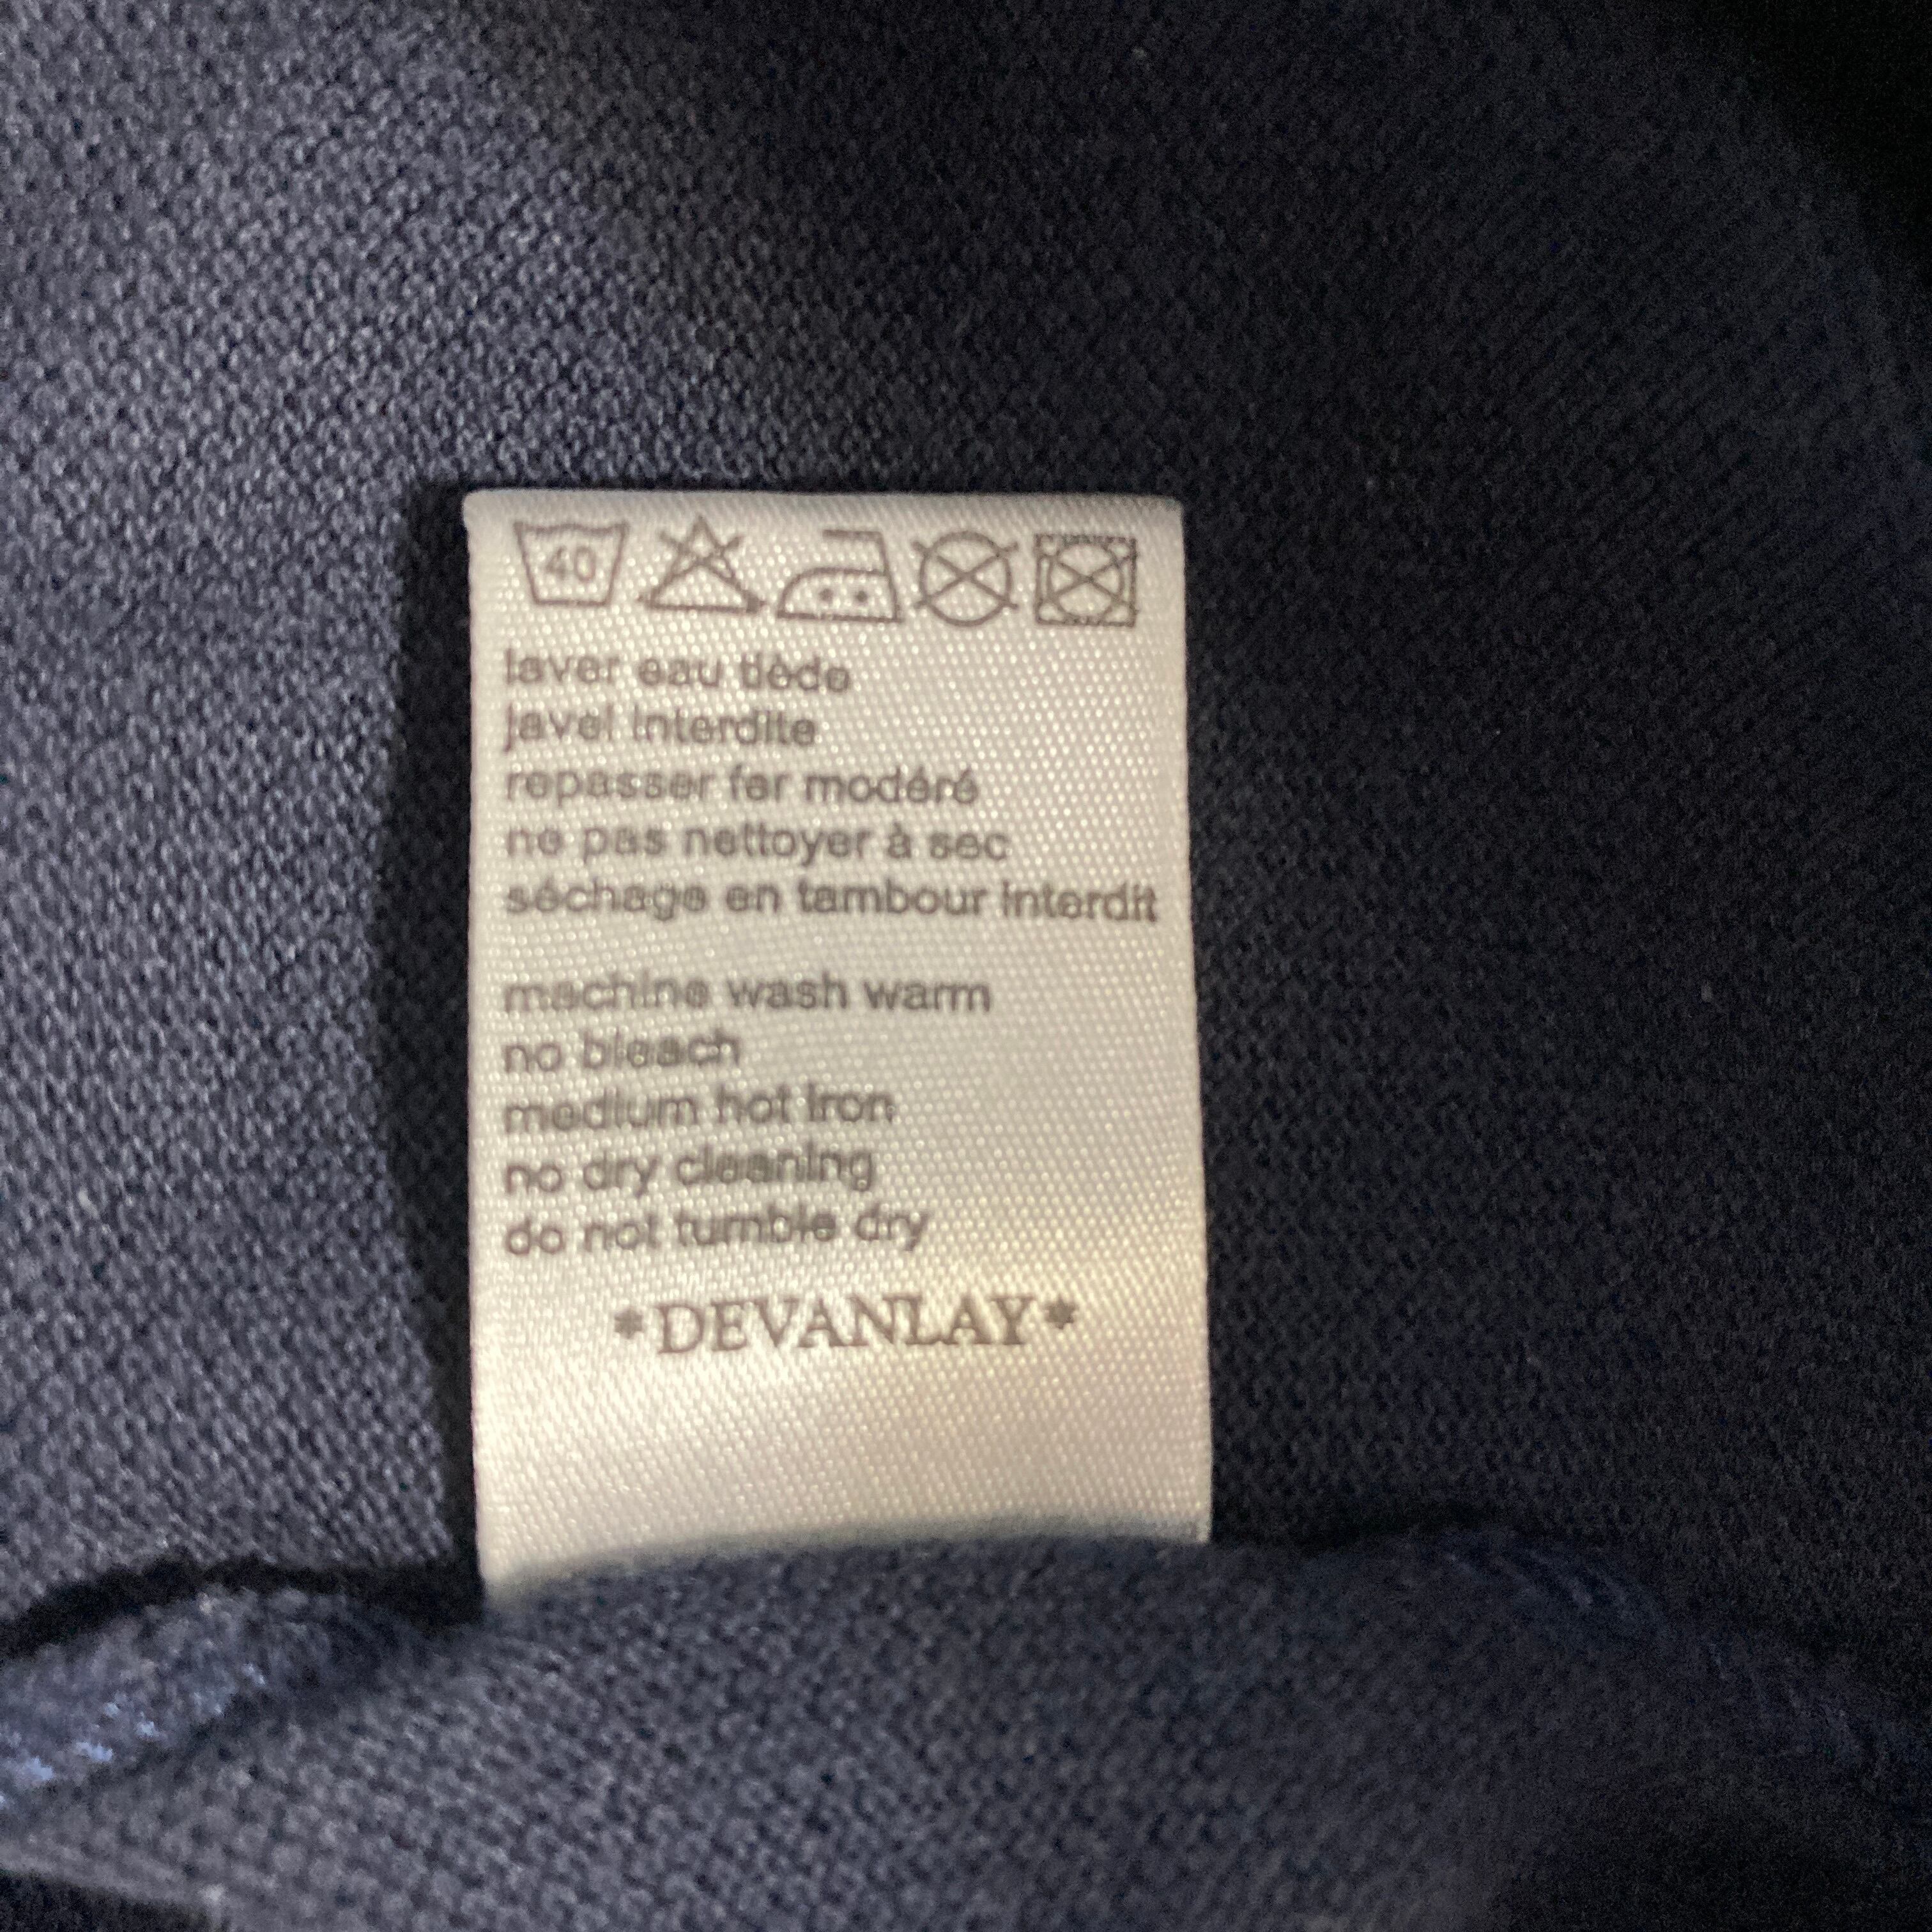 40
laver eau tiède
javel interdite
repasser fer modéré
ne pas nettoyer à sec
séchage en tambour interdit
machine wash warm
no bleach
medium hot iron
no dry cleaning
do not tumble dry
*DEVANLAY*